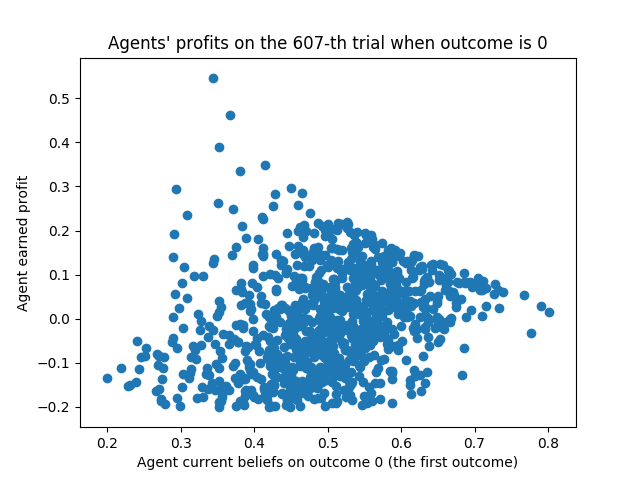 Agents' profits on the 607-th trial when outcome is 0
0.5
0.4
0.3
0.2
0.1
0.0
−0.1
−0.2
Agent earned profit
0.2 0.3 0.4 0.5 0.6 0.7 0.8
Agent current beliefs on outcome 0 (the first outcome)